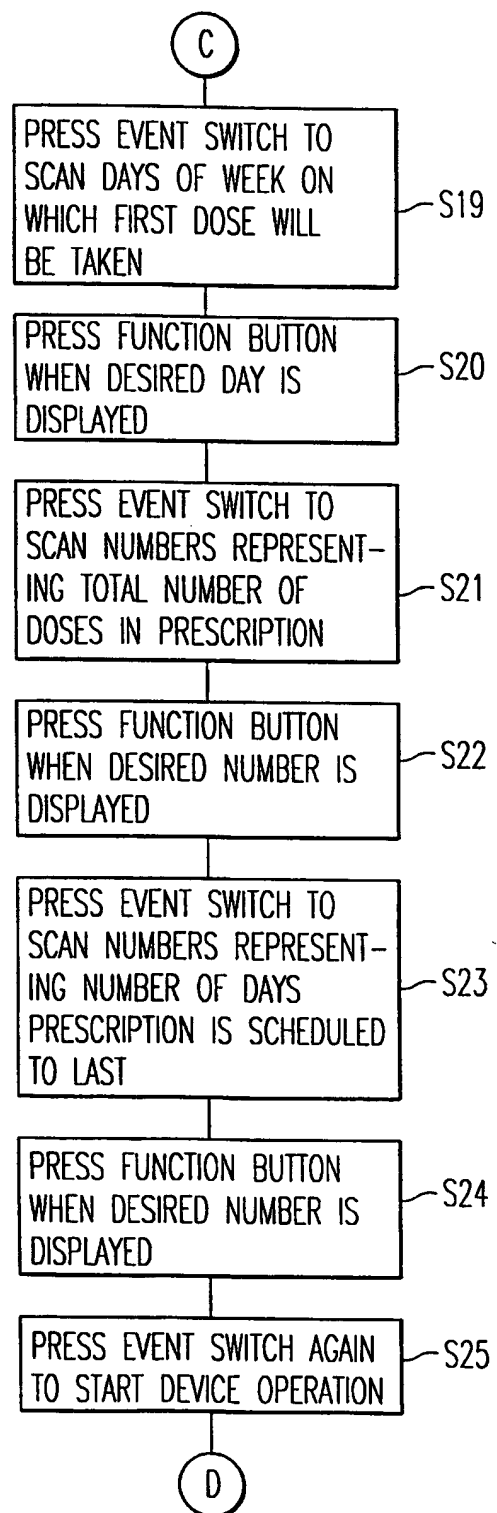 C
PRESS EVENT SWITCH TO
SCAN DAYS OF WEEK ON
WHICH FIRST DOSE WILL
BE TAKEN
S19
PRESS FUNCTION BUTTON
WHEN DESIRED DAY IS
DISPLAYED
S20
PRESS EVENT SWITCH TO
SCAN NUMBERS REPRESENT-
ING TOTAL NUMBER OF
DOSES IN PRESCRIPTION
S21
PRESS FUNCTION BUTTON
WHEN DESIRED NUMBER IS
DISPLAYED
S22
PRESS EVENT SWITCH TO
SCAN NUMBERS REPRESENT-
ING NUMBER OF DAYS
PRESCRIPTION IS SCHEDULED
TO LAST
S23
PRESS FUNCTION BUTTON
WHEN DESIRED NUMBER IS
DISPLAYED
S24
PRESS EVENT SWITCH AGAIN
TO START DEVICE OPERATION
S25
D